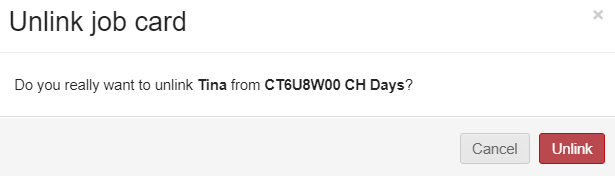 Unlink job card
×
Do you really want to unlink Tina from CT6U8W00 CH Days?
Cancel Unlink